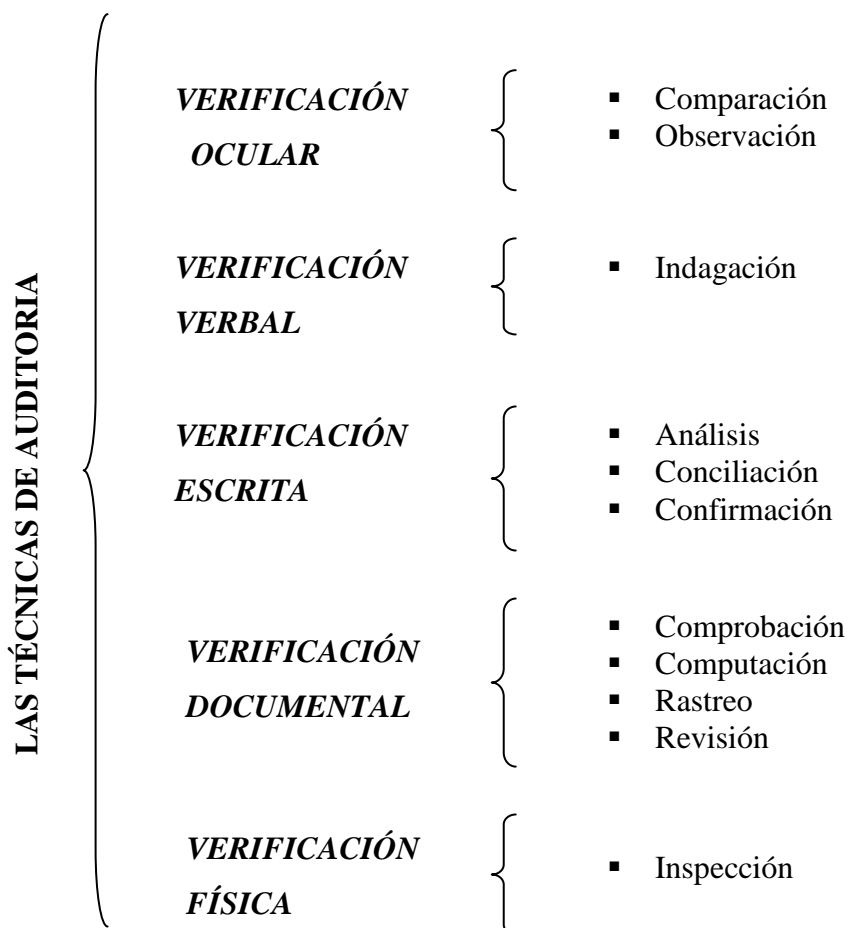 LAS TÉCNICAS DE AUDITORIA
VERIFICACIÓN
OCULAR
▪ Comparación
▪ Observación
VERIFICACIÓN
VERBAL
▪ Indagación
VERIFICACIÓN
ESCRITA
▪ Análisis
▪ Conciliación
▪ Confirmación
VERIFICACIÓN
DOCUMENTAL
▪ Comprobación
▪ Computación
▪ Rastreo
▪ Revisión
VERIFICACIÓN
FÍSICA
▪ Inspección